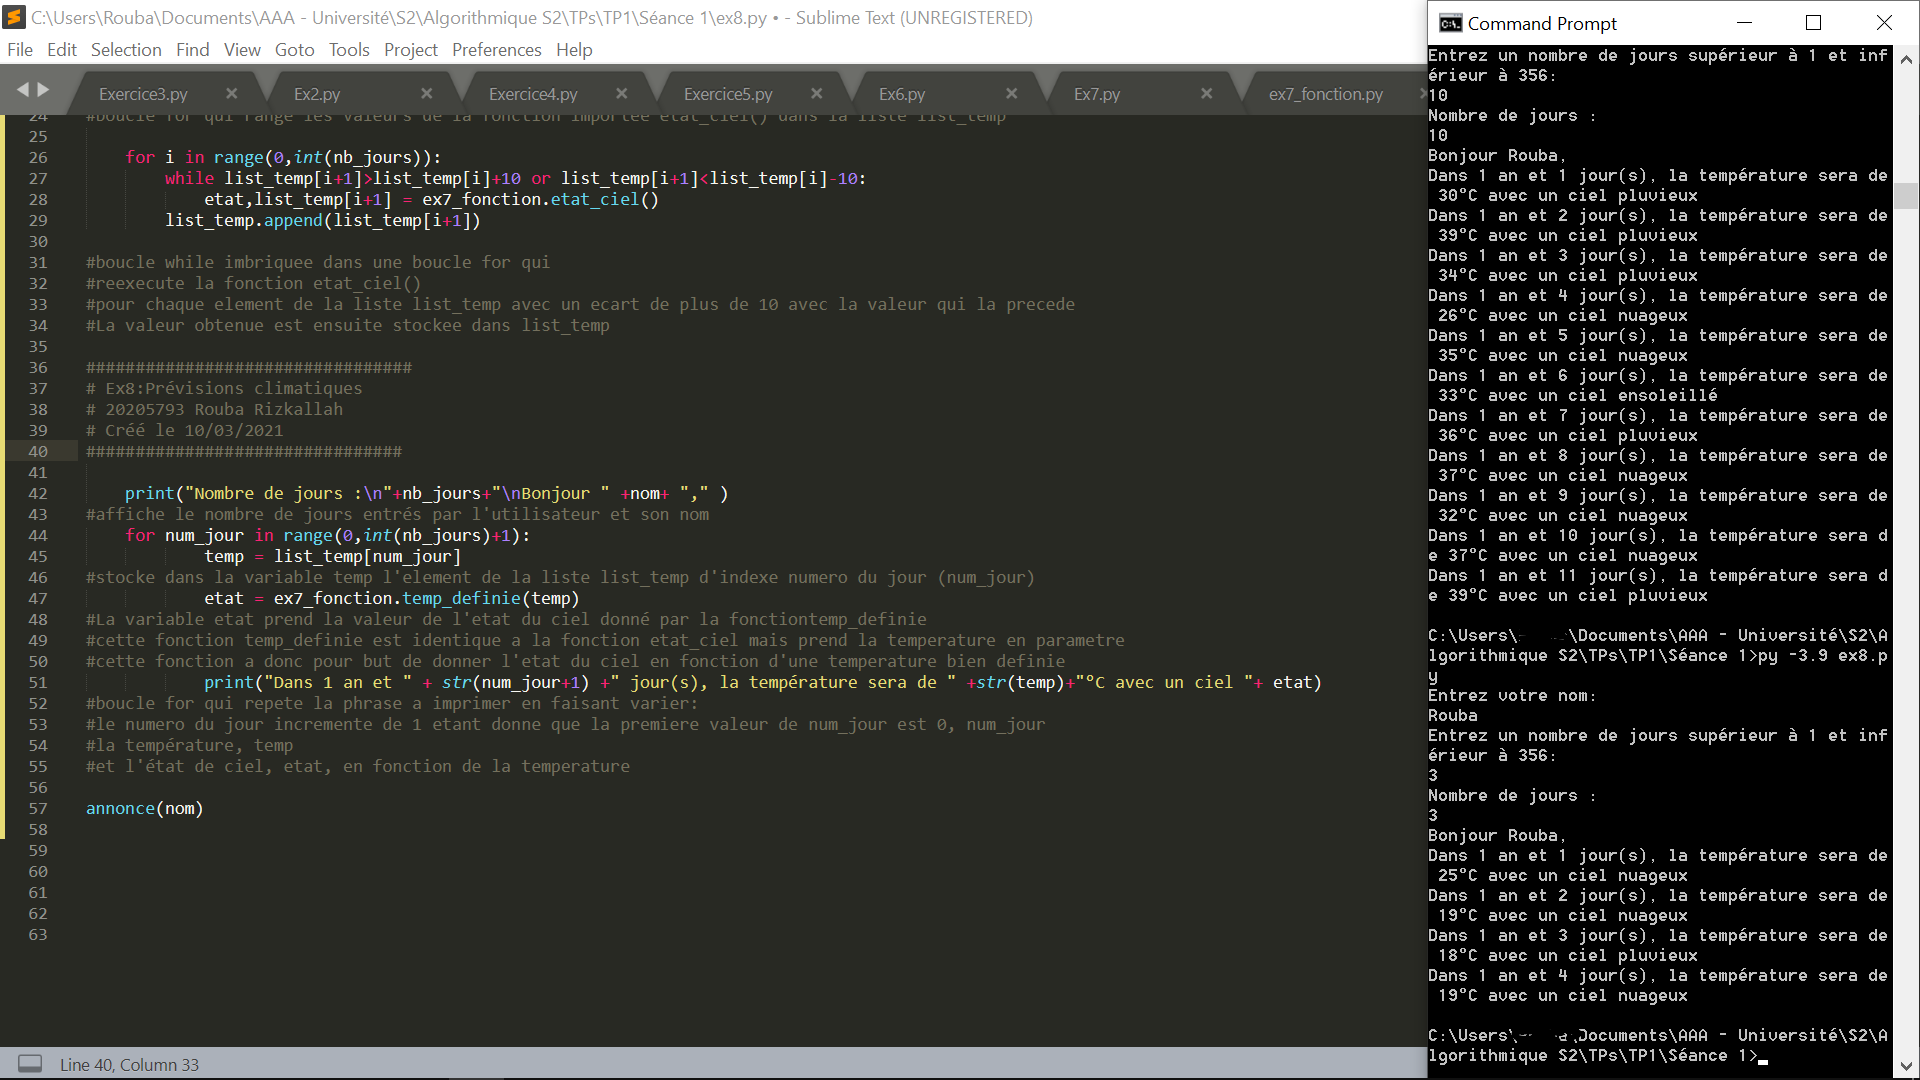 C:\Users\Rouba\Documents\AAA - Université\S2\Algorithmique S2\TPs\TP1\Séance 1\ex8.py • - Sublime Text (UNREGISTERED)
File Edit Selection Find View Goto Tools Project Preferences Help
Exercice3.py × Ex2.py × Exercice4.py × Exercice5.py × Ex6.py × Ex7.py × ex7_fonction.py ×
24 #boucle for qui range les valeurs de la fonction importee etat_ciel() dans la liste list_temp
25
26 for i in range(0,int(nb_jours)):
27 while list_temp[i+1]>list_temp[i]+10 or list_temp[i+1]<list_temp[i]-10:
28 etat,list_temp[i+1] = ex7_fonction.etat_ciel()
29 list_temp.append(list_temp[i+1])
30
31 #boucle while imbriquee dans une boucle for qui
32 #reexecute la fonction etat_ciel()
33 #pour chaque element de la liste list_temp avec un ecart de plus de 10 avec la valeur qui la precede
34 #La valeur obtenue est ensuite stockee dans list_temp
35
36 #################################
37 # Ex8:Prévisions climatiques
38 # 20205793 Rouba Rizkallah
39 # Créé le 10/03/2021
40 ################################
41
42 print("Nombre de jours :\n"+nb_jours+"\nBonjour " +nom+ "," )
43 #affiche le nombre de jours entrés par l'utilisateur et son nom
44 for num_jour in range(0,int(nb_jours)+1):
45 temp = list_temp[num_jour]
46 #stocke dans la variable temp l'element de la liste list_temp d'indexe numero du jour (num_jour)
47 etat = ex7_fonction.temp_definie(temp)
48 #La variable etat prend la valeur de l'etat du ciel donné par la fonctiontemp_definie
49 #cette fonction temp_definie est identique a la fonction etat_ciel mais prend la temperature en parametre
50 #cette fonction a donc pour but de donner l'etat du ciel en fonction d'une temperature bien definie
51 print("Dans 1 an et " + str(num_jour+1) +" jour(s), la température sera de " +str(temp)+"°C avec un ciel "+ etat)
52 #boucle for qui repete la phrase a imprimer en faisant varier:
53 #le numero du jour incremente de 1 etant donne que la premiere valeur de num_jour est 0, num_jour
54 #la température, temp
55 #et l'état de ciel, etat, en fonction de la temperature
56
57 annonce(nom)
58
59
60
61
62
63
Line 40, Column 33
Command Prompt
Entrez un nombre de jours supérieur à 1 et inf
érieur à 356:
10
Nombre de jours :
10
Bonjour Rouba,
Dans 1 an et 1 jour(s), la température sera de
30°C avec un ciel pluvieux
Dans 1 an et 2 jour(s), la température sera de
39°C avec un ciel pluvieux
Dans 1 an et 3 jour(s), la température sera de
34°C avec un ciel pluvieux
Dans 1 an et 4 jour(s), la température sera de
26°C avec un ciel nuageux
Dans 1 an et 5 jour(s), la température sera de
35°C avec un ciel nuageux
Dans 1 an et 6 jour(s), la température sera de
33°C avec un ciel ensoleillé
Dans 1 an et 7 jour(s), la température sera de
36°C avec un ciel pluvieux
Dans 1 an et 8 jour(s), la température sera de
37°C avec un ciel nuageux
Dans 1 an et 9 jour(s), la température sera de
32°C avec un ciel nuageux
Dans 1 an et 10 jour(s), la température sera d
e 37°C avec un ciel nuageux
Dans 1 an et 11 jour(s), la température sera d
e 39°C avec un ciel pluvieux
C:\Users\ \Documents\AAA - Université\S2\A
lgorithmique S2\TPs\TP1\Séance 1>py -3.9 ex8.p
y
Entrez votre nom:
Rouba
Entrez un nombre de jours supérieur à 1 et inf
érieur à 356:
3
Nombre de jours :
3
Bonjour Rouba,
Dans 1 an et 1 jour(s), la température sera de
25°C avec un ciel nuageux
Dans 1 an et 2 jour(s), la température sera de
19°C avec un ciel nuageux
Dans 1 an et 3 jour(s), la température sera de
18°C avec un ciel pluvieux
Dans 1 an et 4 jour(s), la température sera de
19°C avec un ciel nuageux
C:\Users\ \Documents\AAA - Université\S2\A
lgorithmique S2\TPs\TP1\Séance 1>